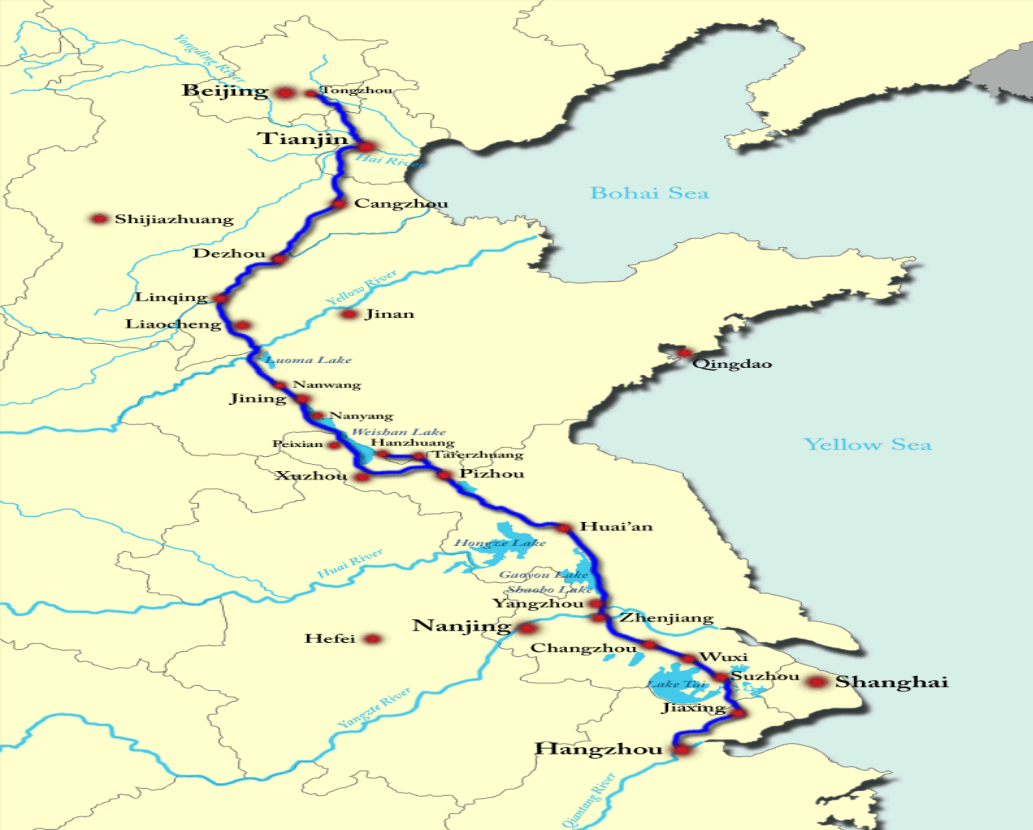 Yongding River
Beijing
Tongzhou
Tianjin
Hai River
Bohai Sea
Cangzhou
Shijiazhuang
Dezhou
Linqing
Yellow River
Jinan
Liaocheng
Luoma Lake
Qingdao
Nanwang
Jining
Nanyang
Weishan Lake
Peixian
Hanzhuang
Yellow Sea
Tai'erzhuang
Xuzhou
Pizhou
Huai'an
Hongze Lake
Huai River
Gaoyou Lake
Shaobo Lake
Yangzhou
Zhenjiang
Nanjing
Hefei
Changzhou
Wuxi
Suzhou
Lake Tai
Shanghai
Yangzte River
Jiaxing
Hangzhou
Qiantang River